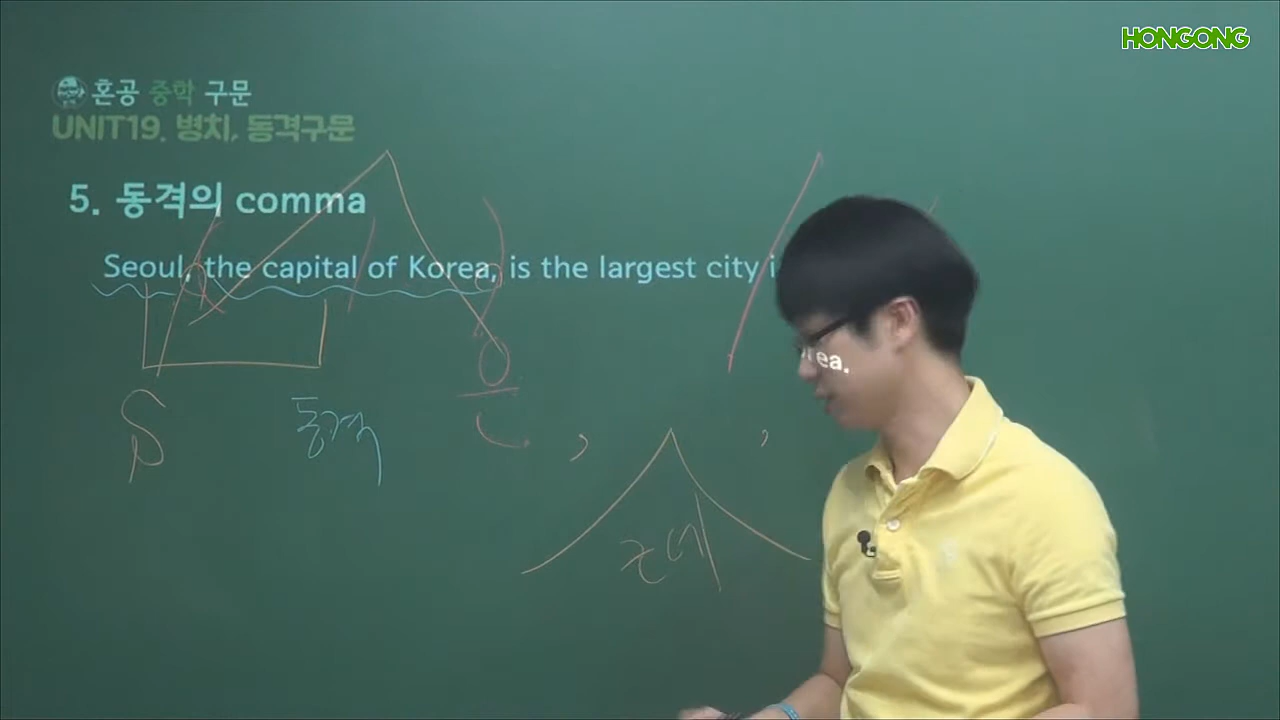 HONGONG
혼공 중학 구문
UNIT19. 병치, 동격구문
5. 동격의 comma
Seoul, the capital of Korea, is the largest city i
rea.
S
동격